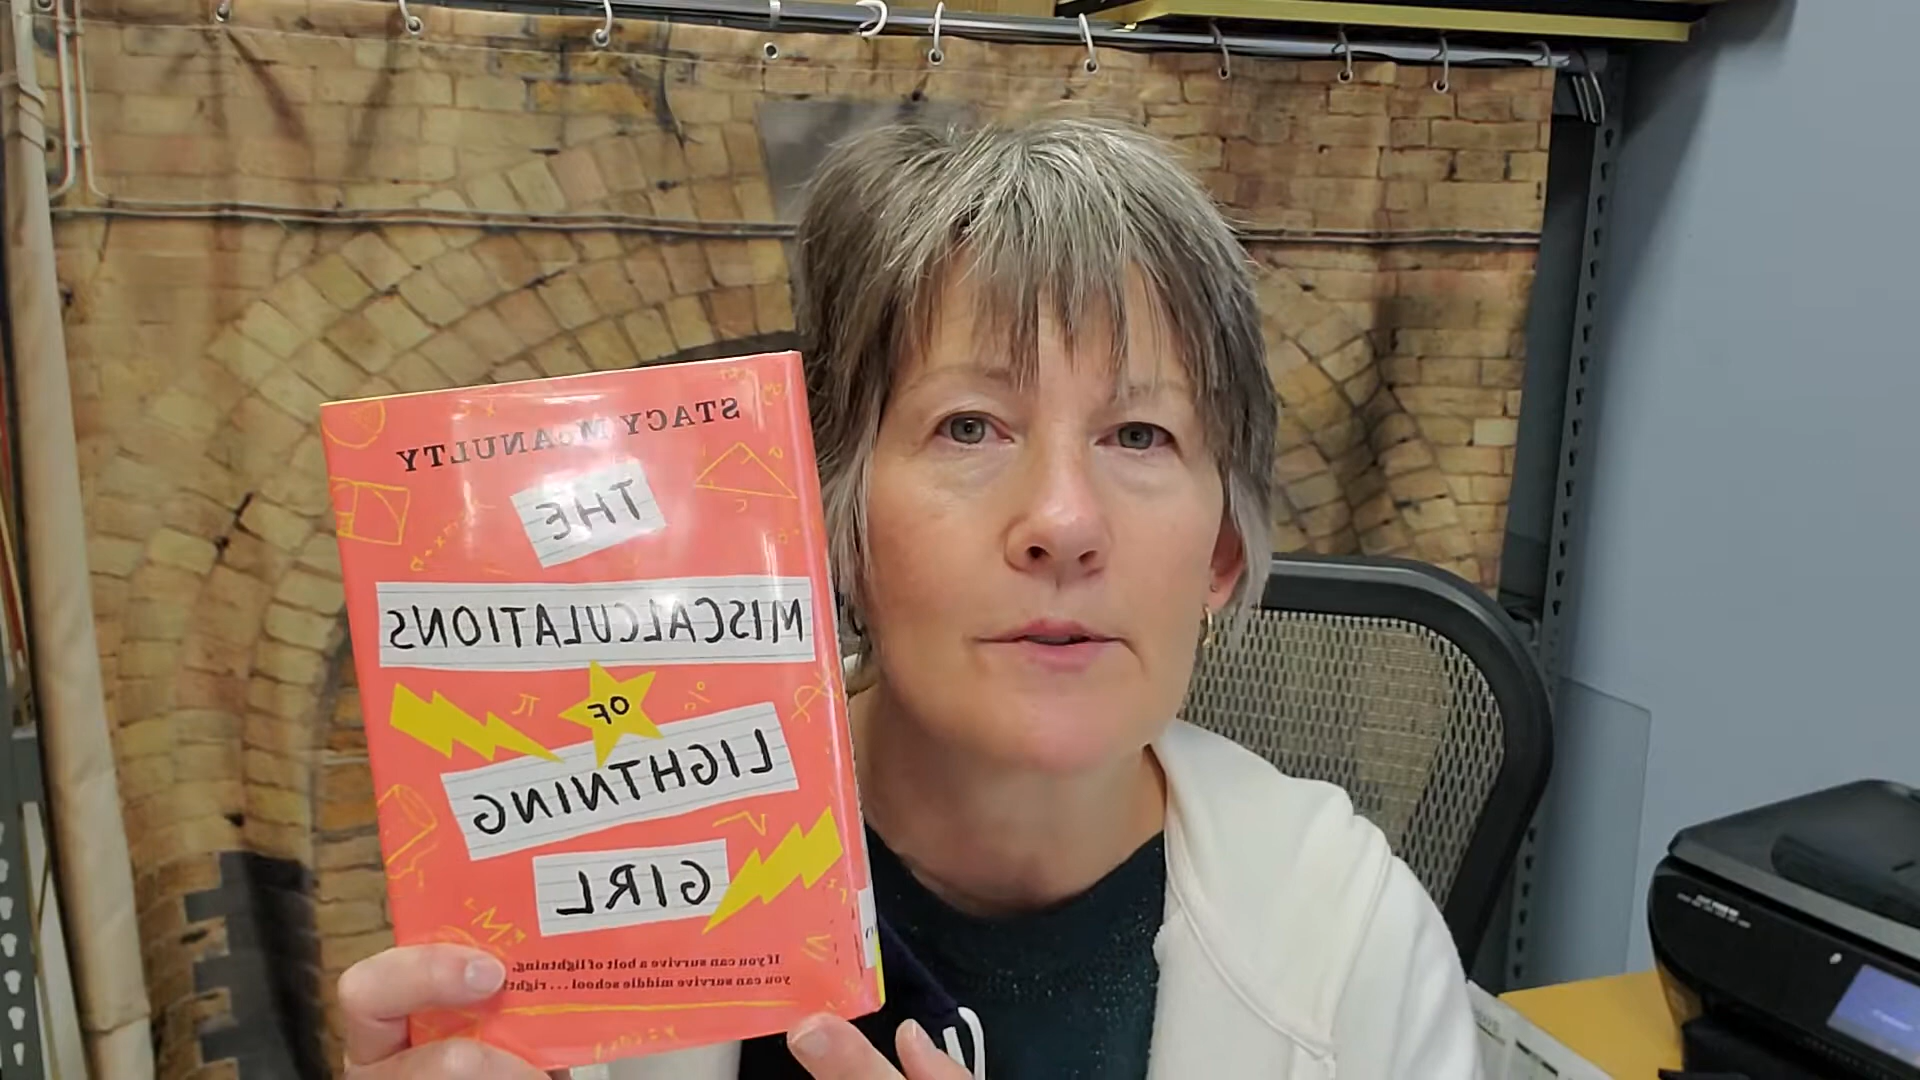 STACY McANULTY
THE
MISCALCULATIONS
OF
LIGHTNING
GIRL
If you can survive a bolt of lightning,
you can survive middle school . . . right?